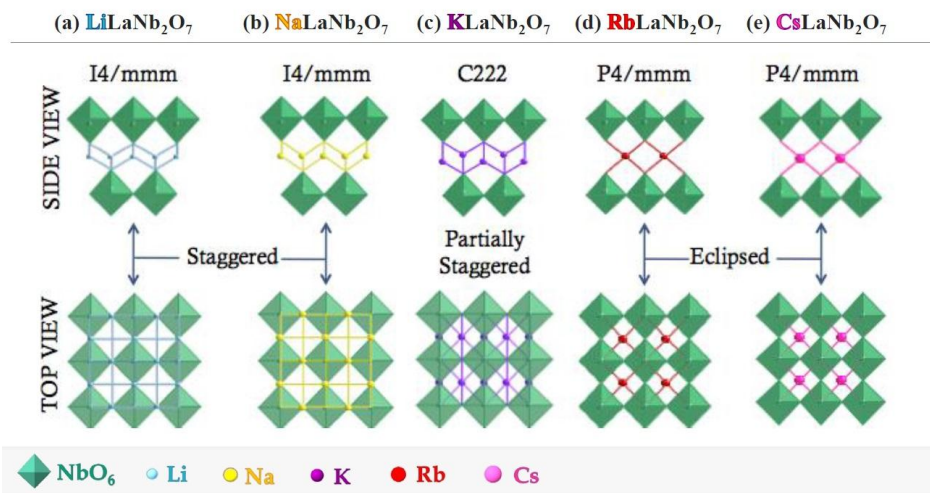 (a) LiLaNb₂O₇ (b) NaLaNb₂O₇ (c) KLaNb₂O₇ (d) RbLaNb₂O₇ (e) CsLaNb₂O₇
I4/mmm I4/mmm C222 P4/mmm P4/mmm
SIDE VIEW
Staggered
Partially
Staggered
Eclipsed
TOP VIEW
NbO₆ Li Na K Rb Cs